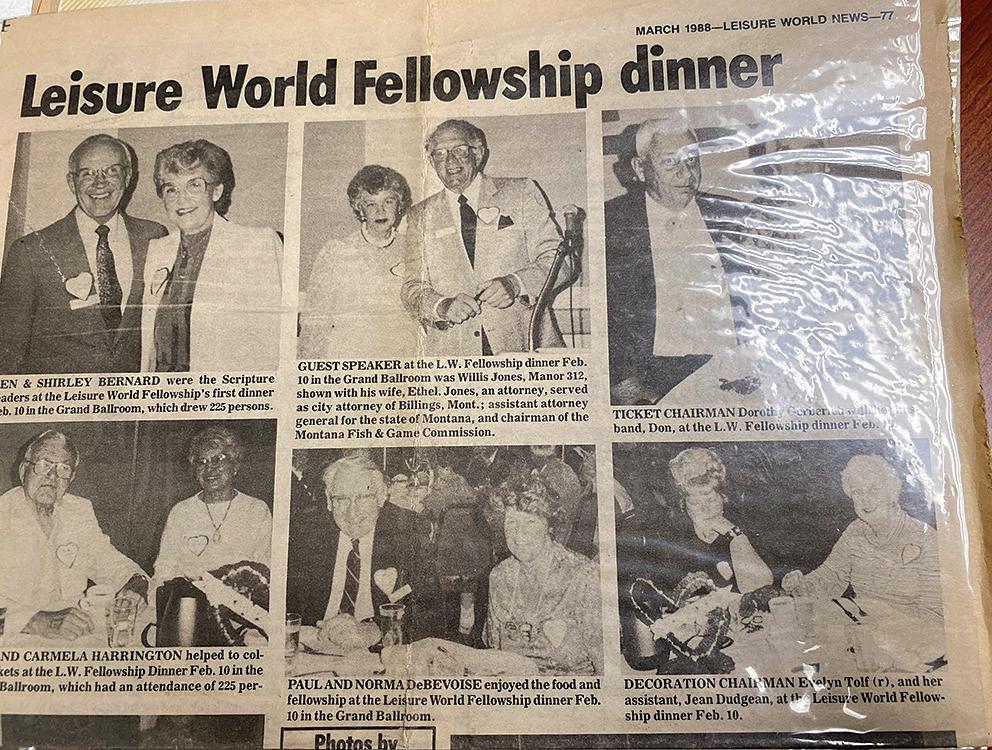 MARCH 1988—LEISURE WORLD NEWS—77
Leisure World Fellowship dinner
EN & SHIRLEY BERNARD were the Scripture
eaders at the Leisure World Fellowship's first dinner
eb. 10 in the Grand Ballroom, which drew 225 persons.
GUEST SPEAKER at the L.W. Fellowship dinner Feb.
10 in the Grand Ballroom was Willis Jones, Manor 312,
shown with his wife, Ethel. Jones, an attorney, served
as city attorney of Billings, Mont.; assistant attorney
general for the state of Montana, and chairman of the
Montana Fish & Game Commission.
TICKET CHAIRMAN Dorothy
band, Don, at the L.W. Fellowship dinner Feb.
ND CARMELA HARRINGTON helped to col-
kets at the L.W. Fellowship Dinner Feb. 10 in the
Ballroom, which had an attendance of 225 per-
PAUL AND NORMA DeBEVOISE enjoyed the food and
fellowship at the Leisure World Fellowship dinner Feb.
10 in the Grand Ballroom.
DECORATION CHAIRMAN Evelyn Tolf (r), and her
assistant, Jean Dudgean, at the Leisure World Fellow-
ship dinner Feb. 10.
Photos by